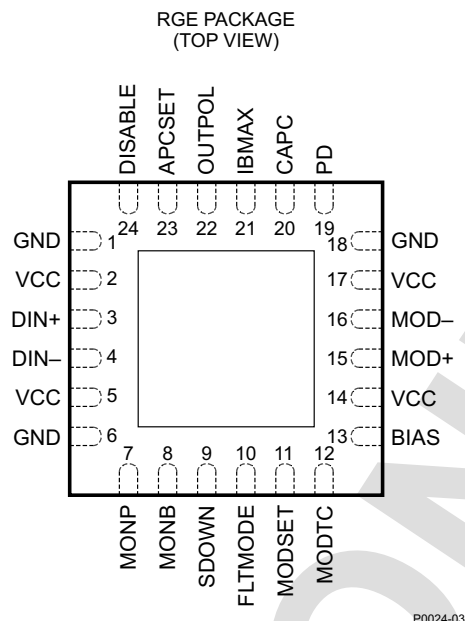 RGE PACKAGE
(TOP VIEW)
DISABLE
APCSET
OUTPOL
IBMAX
CAPC
PD
24 23 22 21 20 19
GND 1 18 GND
VCC 2 17 VCC
DIN+ 3 16 MOD–
DIN– 4 15 MOD+
VCC 5 14 VCC
GND 6 13 BIAS
7 8 9 10 11 12
MONP
MONB
SDOWN
FLTMODE
MODSET
MODTC
P0024-03